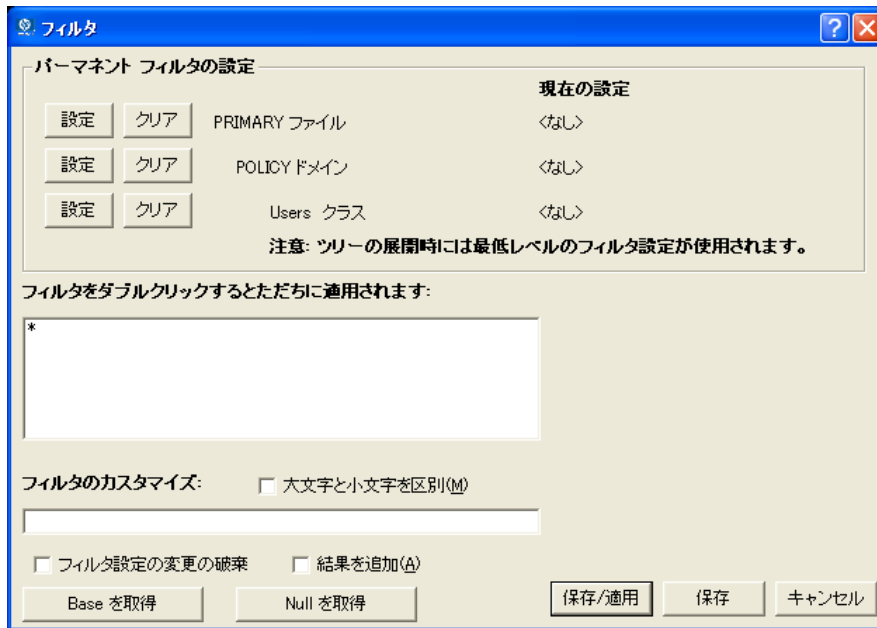 フィルタ
パーマネント フィルタの設定
現在の設定
設定 クリア PRIMARY ファイル <なし>
設定 クリア POLICY ドメイン <なし>
設定 クリア Users クラス <なし>
注意: ツリーの展開時には最低レベルのフィルタ設定が使用されます。
フィルタをダブルクリックするとただちに適用されます:
*
フィルタのカスタマイズ: 大文字と小文字を区別(M)
フィルタ設定の変更の破棄 結果を追加(A)
Base を取得 Null を取得 保存/適用 保存 キャンセル